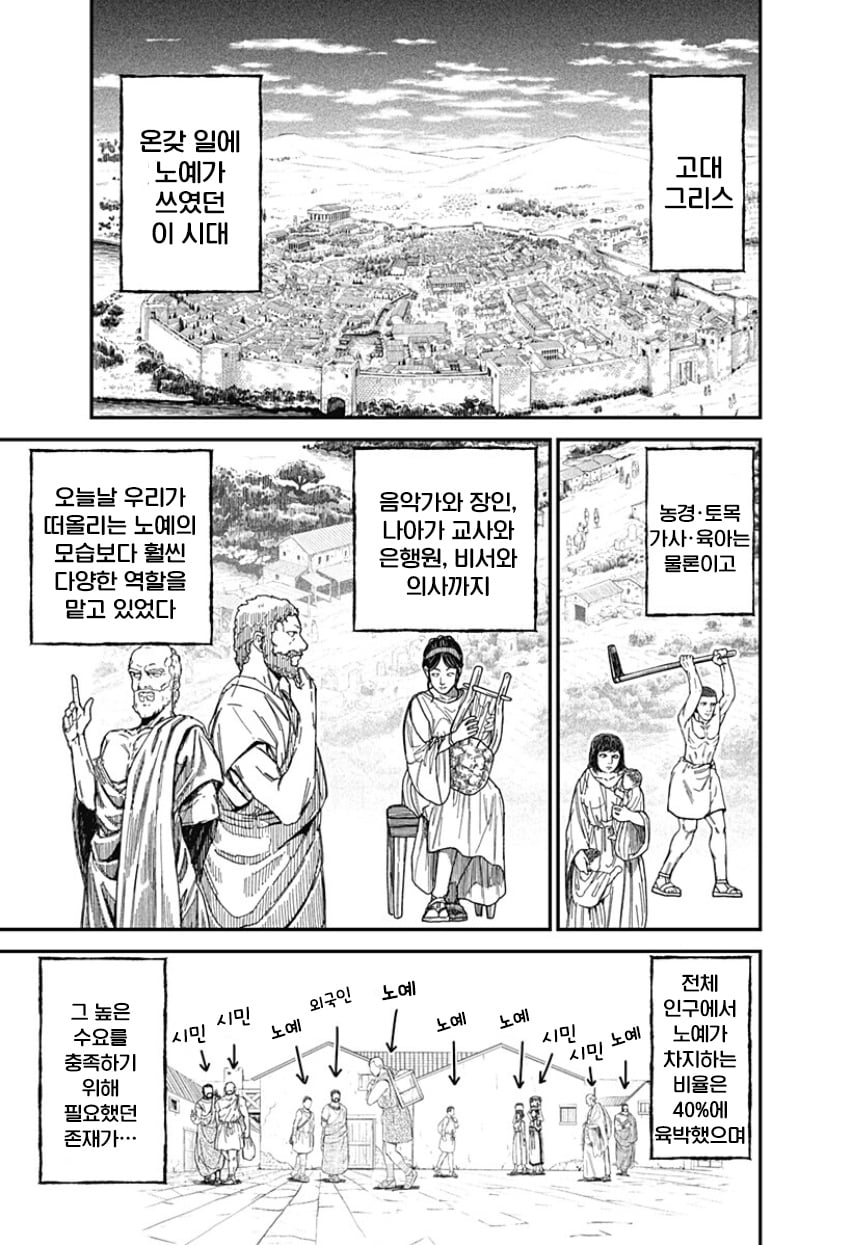 고대
그리스
온갖 일에
노예가
쓰였던
이 시대
농경·토목
가사·육아는
물론이고
음악가와 장인,
나아가 교사와
은행원, 비서와
의사까지
오늘날 우리가
떠올리는 노예의
모습보다 훨씬
다양한 역할을
맡고 있었다
전체
인구에서
노예가
차지하는
비율은
40%에
육박했으며
노예
시민
시민
노예
노예
노예
외국인
노예
시민
시민
그 높은
수요를
충족하기
위해
필요했던
존재가…